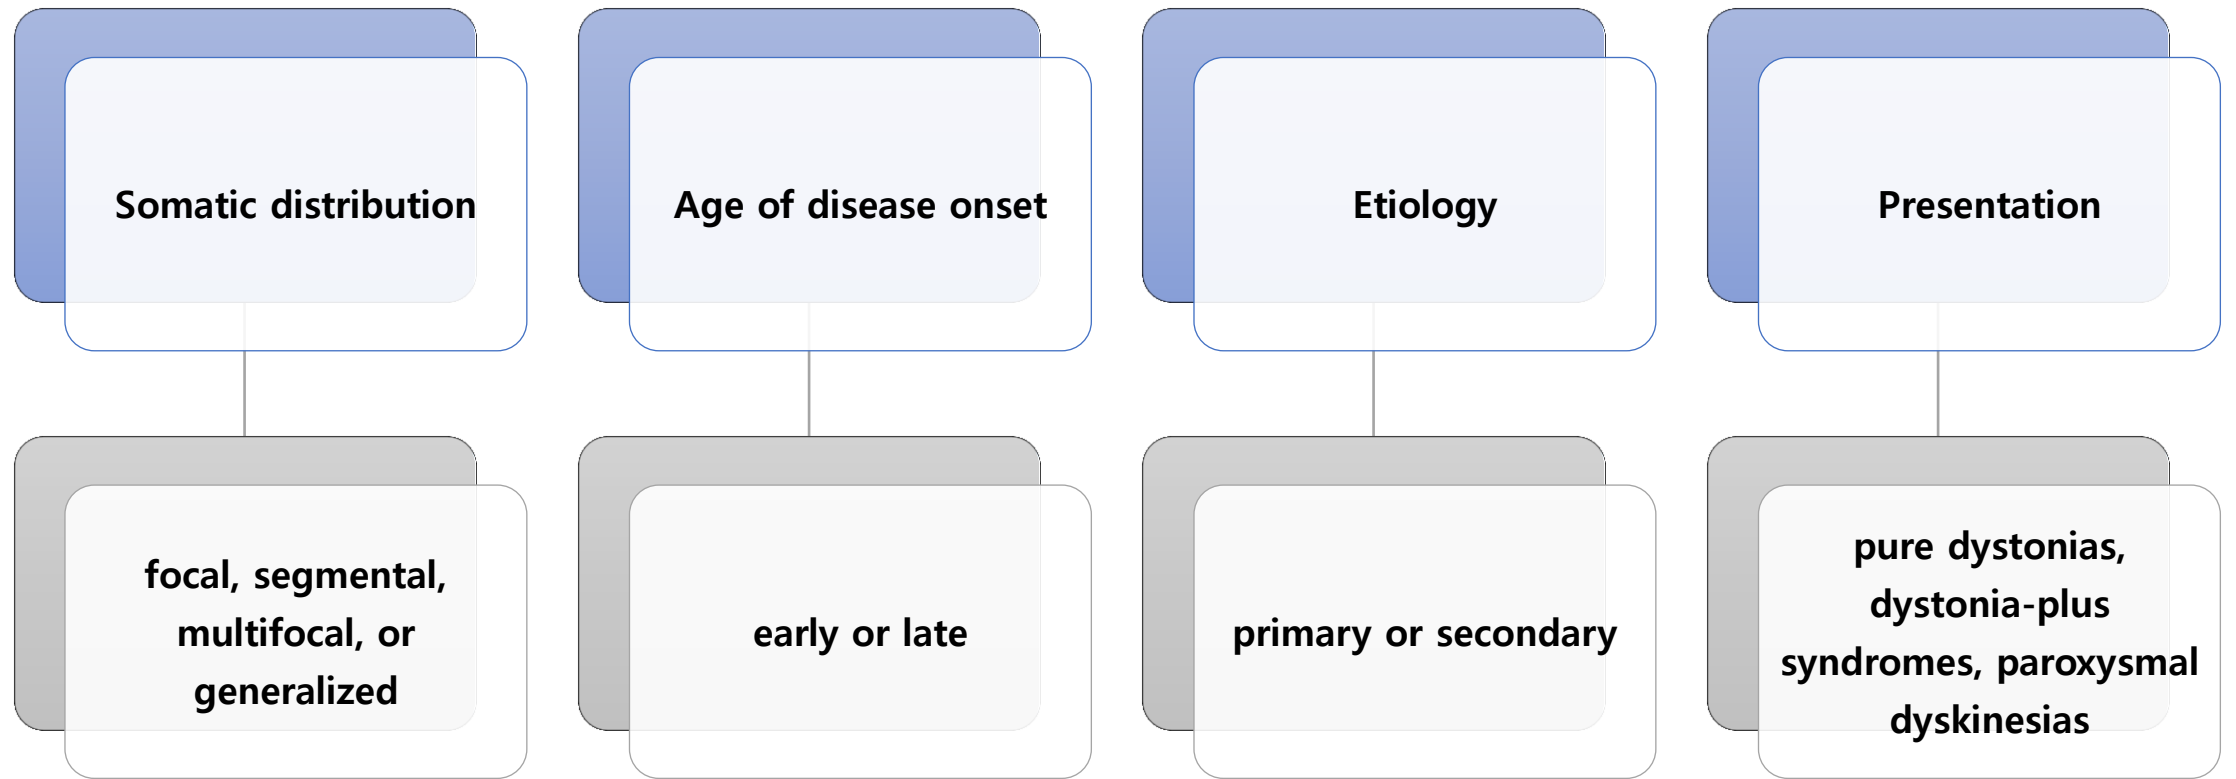 Somatic distribution
Age of disease onset
Etiology
Presentation
focal, segmental,
multifocal, or
generalized
early or late
primary or secondary
pure dystonias,
dystonia-plus
syndromes, paroxysmal
dyskinesias